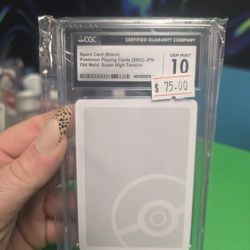 CGC CERTIFIED GUARANTY COMPANY
Spare Card (Blank)
Pokémon Playing Cards (2023) JPN
Old Maid: Super High Tension
GEM MINT
10
$ 75.00